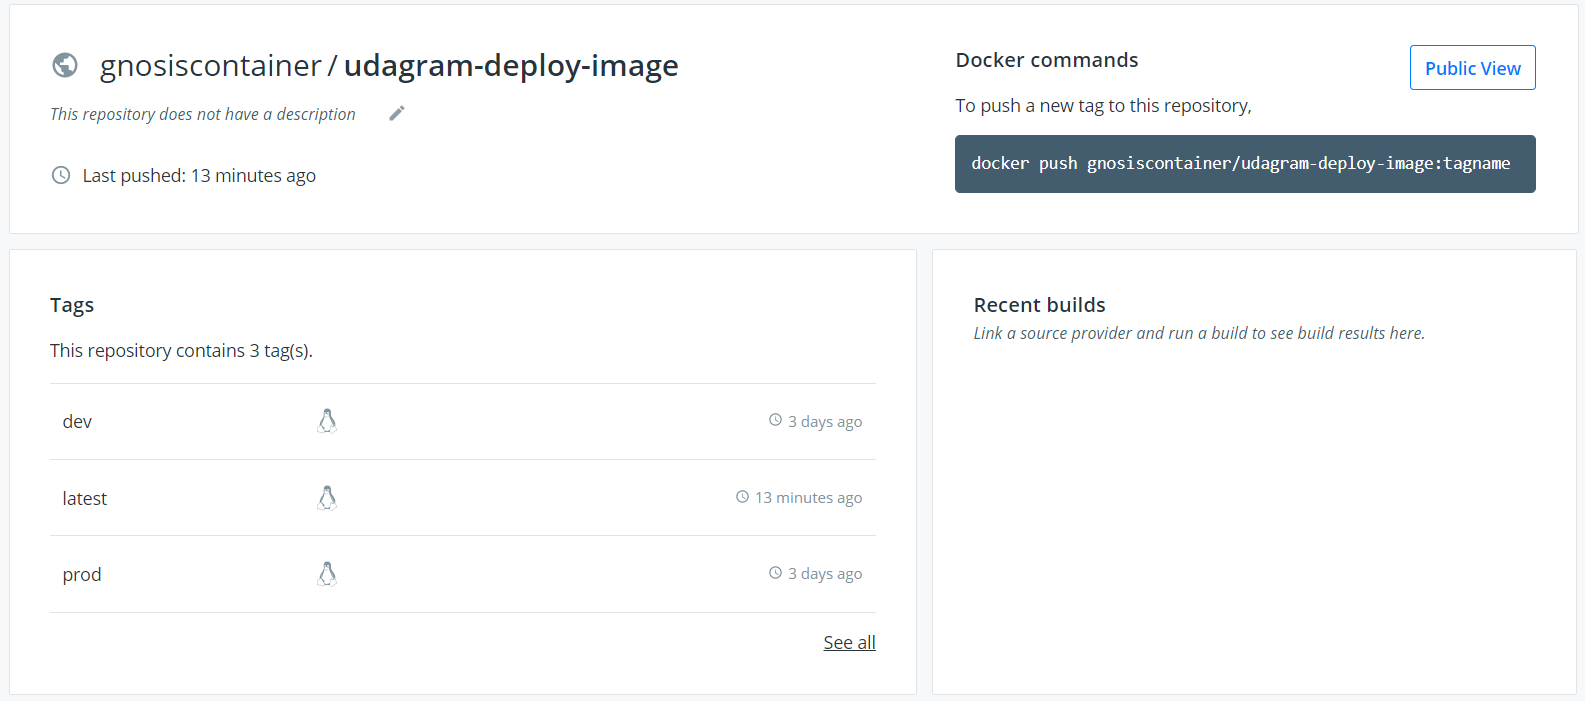 gnosiscontainer / udagram-deploy-image
This repository does not have a description
Last pushed: 13 minutes ago
Docker commands
Public View
To push a new tag to this repository,
docker push gnosiscontainer/udagram-deploy-image:tagname
Tags
This repository contains 3 tag(s).
dev 3 days ago
latest 13 minutes ago
prod 3 days ago
See all
Recent builds
Link a source provider and run a build to see build results here.